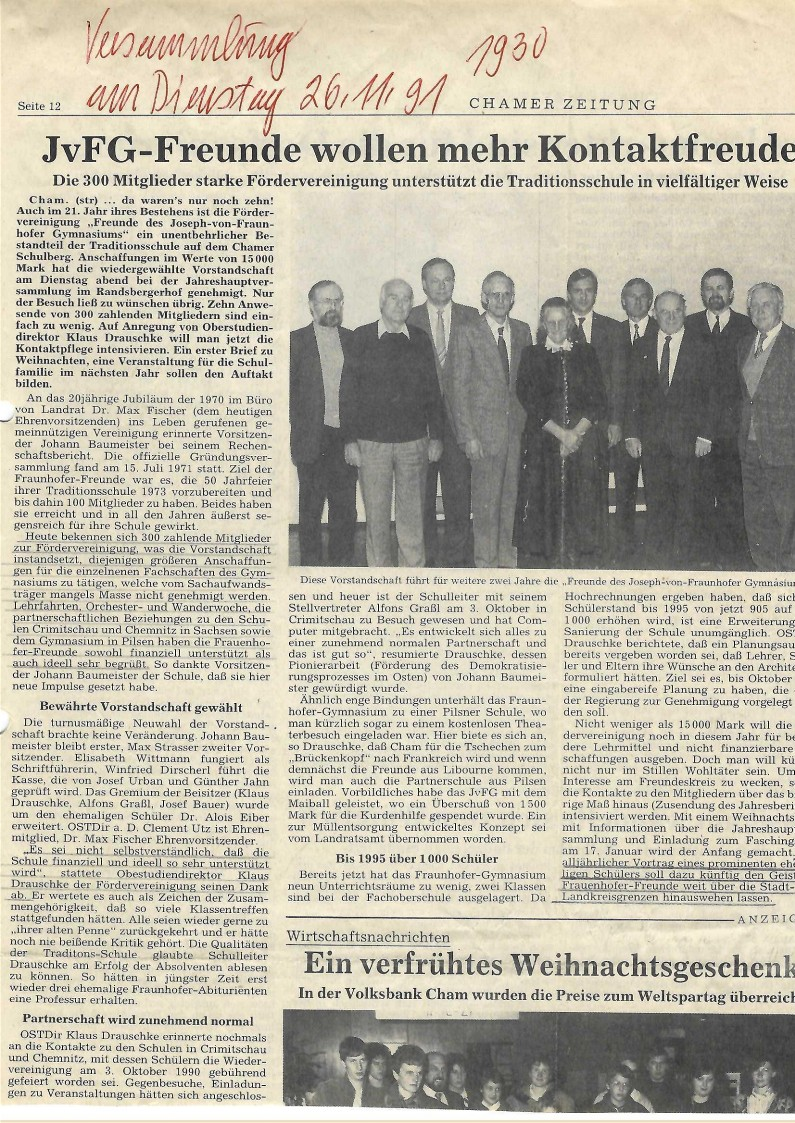 Versammlung
am Dienstag 26.11.91 1930
Seite 12
CHAMER ZEITUNG
JvFG-Freunde wollen mehr Kontaktfreude
Die 300 Mitglieder starke Fördervereinigung unterstützt die Traditionsschule in vielfältiger Weise
Cham. (str) ... da waren's nur noch zehn!
Auch im 21. Jahr ihres Bestehens ist die Förder-
vereinigung „Freunde des Joseph-von-Fraun-
hofer Gymnasiums" ein unentbehrlicher Be-
standteil der Traditionsschule auf dem Chamer
Schulberg. Anschaffungen im Werte von 15 000
Mark hat die wiedergewählte Vorstandschaft
am Dienstag abend bei der Jahreshauptver-
sammlung im Randsbergerhof genehmigt. Nur
der Besuch ließ zu wünschen übrig. Zehn Anwe-
sende von 300 zahlenden Mitgliedern sind ein-
fach zu wenig. Auf Anregung von Oberstudien-
direktor Klaus Drauschke will man jetzt die
Kontaktpflege intensivieren. Ein erster Brief zu
Weihnachten, eine Veranstaltung für die Schul-
familie im nächsten Jahr sollen den Auftakt
bilden.
An das 20jährige Jubiläum der 1970 im Büro
von Landrat Dr. Max Fischer (dem heutigen
Ehrenvorsitzenden) ins Leben gerufenen ge-
meinnützigen Vereinigung erinnerte Vorsitzen-
der Johann Baumeister bei seinem Rechen-
schaftsbericht. Die offizielle Gründungsver-
sammlung fand am 15. Juli 1971 statt. Ziel der
Fraunhofer-Freunde war es, die 50 Jahrfeier
ihrer Traditionsschule 1973 vorzubereiten und
bis dahin 100 Mitglieder zu haben. Beides haben
sie erreicht und in all den Jahren äußerst se-
gensreich für ihre Schule gewirkt.
Heute bekennen sich 300 zahlende Mitglieder
zur Fördervereinigung, was die Vorstandschaft
instandsetzt, diejenigen größeren Anschaffun-
gen für die einzelnenen Fachschaften des Gym-
nasiums zu tätigen, welche vom Sachaufwands-
träger mangels Masse nicht genehmigt werden.
Lehrfahrten, Orchester- und Wanderwoche, die
partnerschaftlichen Beziehungen zu den Schu-
len Crimitschau und Chemnitz in Sachsen sowie
dem Gymnasium in Pilsen haben die Frauenho-
fer-Freunde sowohl finanziell unterstützt als
auch ideell sehr begrüßt. So dankte Vorsitzen-
der Johann Baumeister der Schule, daß sie hier
neue Impulse gesetzt habe.
Bewährte Vorstandschaft gewählt
Die turnusmäßige Neuwahl der Vorstand-
schaft brachte keine Veränderung. Johann Bau-
meister bleibt erster, Max Strasser zweiter Vor-
sitzender. Elisabeth Wittmann fungiert als
Schriftführerin, Winfried Dirscherl führt die
Kasse, die von Josef Urban und Günther Jahn
geprüft wird. Das Gremium der Beisitzer (Klaus
Drauschke, Alfons Graßl, Josef Bauer) wurde
um den ehemaligen Schüler Dr. Alois Eiber
erweitert. OSTDir a. D. Clement Utz ist Ehren-
mitglied, Dr. Max Fischer Ehrenvorsitzender.
„Es sei nicht selbstverständlich, daß die
Schule finanziell und ideell so sehr unterstützt
wird", stattete Obestudiendirektor Klaus
Drauschke der Fördervereinigung seinen Dank
ab. Er wertete es auch als Zeichen der Zusam-
mengehörigkeit, daß so viele Klassentreffen
stattgefunden hätten. Alle seien wieder gerne zu
„ihrer alten Penne" zurückgekehrt und er hätte
noch nie beißende Kritik gehört. Die Qualitäten
der Traditons-Schule glaubte Schulleiter
Drauschke am Erfolg der Absolventen ablesen
zu können. So hätten in jüngster Zeit erst
wieder drei ehemalige Fraunhofer-Abiturienten
eine Professur erhalten.
Partnerschaft wird zunehmend normal
OSTDir Klaus Drauschke erinnerte nochmals
an die Kontakte zu den Schulen in Crimitschau
und Chemnitz, mit dessen Schülern die Wieder-
vereinigung am 3. Oktober 1990 gebührend
gefeiert worden sei. Gegenbesuche, Einladun-
gen zu Veranstaltungen hätten sich angeschlos-
Diese Vorstandschaft führt für weitere zwei Jahre die „Freunde des Joseph-von-Fraunhofer Gymnasium
sen und heuer ist der Schulleiter mit seinem
Stellvertreter Alfons Graßl am 3. Oktober in
Crimitschau zu Besuch gewesen und hat Com-
puter mitgebracht. „Es entwickelt sich alles zu
einer zunehmend normalen Partnerschaft und
das ist gut so", resumierte Drauschke, dessen
Pionierarbeit (Förderung des Demokratisie-
rungsprozesses im Osten) von Johann Baumei-
ster gewürdigt wurde.
Ähnlich enge Bindungen unterhält das Fraun-
hofer-Gymnasium zu einer Pilsner Schule, wo
man kürzlich sogar zu einem kostenlosen Thea-
terbesuch eingeladen war. Hier biete es sich an,
so Drauschke, daß Cham für die Tschechen zum
„Brückenkopf" nach Frankreich wird und wenn
demnächst die Freunde aus Libourne kommen,
wird man auch die Partnerschule aus Pilsen
einladen. Vorbildliches habe das JvFG mit dem
Maiball geleistet, wo ein Überschuß von 1 500
Mark für die Kurdenhilfe gespendet wurde. Ein
zur Müllentsorgung entwickeltes Konzept sei
vom Landratsamt übernommen worden.
Bis 1995 über 1 000 Schüler
Bereits jetzt hat das Fraunhofer-Gymnasium
neun Unterrichtsräume zu wenig, zwei Klassen
sind bei der Fachoberschule ausgelagert. Da
Hochrechnungen ergeben haben, daß sich
Schülerstand bis 1995 von jetzt 905 auf
1 000 erhöhen wird, ist eine Erweiterung
Sanierung der Schule unumgänglich. OST
Drauschke berichtete, daß ein Planungsau
bereits vergeben worden sei, daß Lehrer, S
ler und Eltern ihre Wünsche an den Archite
formuliert hätten. Ziel sei es, bis Oktober
eine eingabereife Planung zu haben, die
der Regierung zur Genehmigung vorgelegt
den soll.
Nicht weniger als 15 000 Mark will die
dervereinigung noch in diesem Jahr für be
dere Lehrmittel und nicht finanzierbare
schaffungen ausgeben. Doch man will kü
nicht nur im Stillen Wohltäter sein. Um
Interesse am Freundeskreis zu wecken, s
die Kontakte zu den Mitgliedern über das b
rige Maß hinaus (Zusendung des Jahresberi
intensiviert werden. Mit einem Weihnachts
mit Informationen über die Jahreshaup
sammlung und Einladung zum Fasching
am 17. Januar wird der Anfang gemacht.
alljährlicher Vortrag eines prominenten ehe
ligen Schülers soll dazu künftig den Geist
Frauenhofer-Freunde weit über die Stadt-
Landkreisgrenzen hinauswehen lassen.
ANZEIG
Wirtschaftsnachrichten
Ein verfrühtes Weihnachtsgeschenk
In der Volksbank Cham wurden die Preise zum Weltspartag überreich